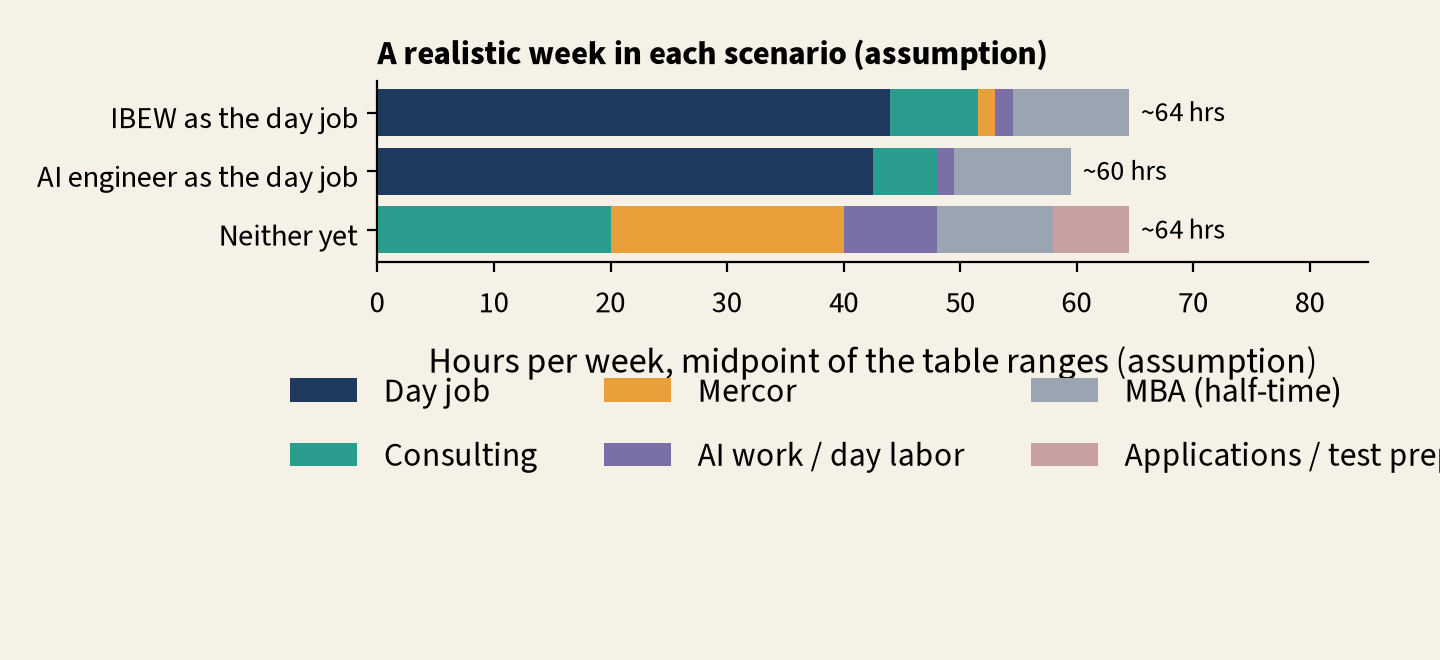 A realistic week in each scenario (assumption)
IBEW as the day job
~64 hrs
AI engineer as the day job
~60 hrs
Neither yet
~64 hrs
0 10 20 30 40 50 60 70 80
Hours per week, midpoint of the table ranges (assumption)
Day job
Mercor
MBA (half-time)
Consulting
AI work / day labor
Applications / test prep